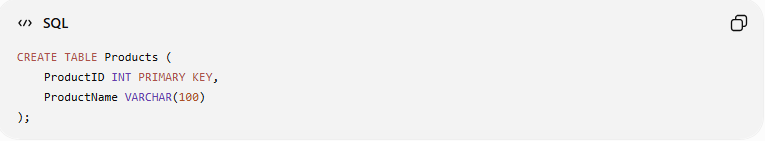 SQL
CREATE TABLE Products (
    ProductID INT PRIMARY KEY,
    ProductName VARCHAR(100)
);